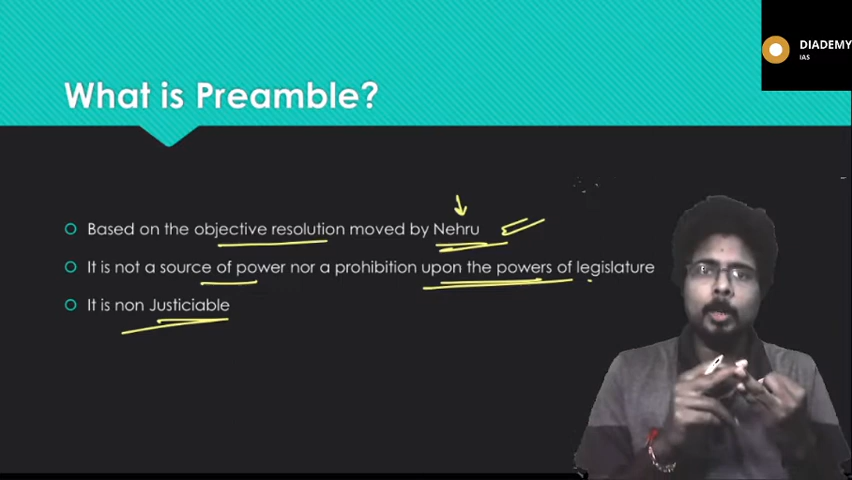 DIADEMY
IAS
What is Preamble?
Based on the objective resolution moved by Nehru
It is not a source of power nor a prohibition upon the powers of legislature
It is non Justiciable